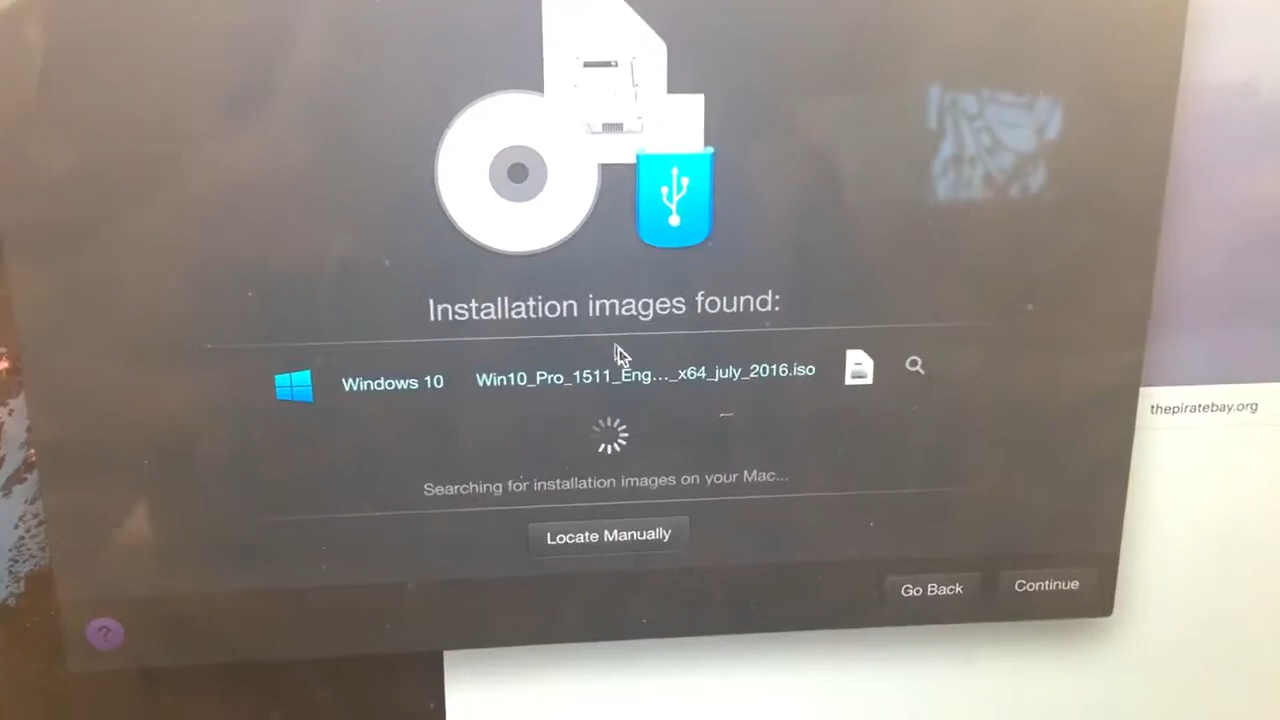 Installation images found:
Windows 10 Win10_Pro_1511_Eng..._x64_july_2016.iso
thepiratebay.org
Searching for installation images on your Mac...
Locate Manually
Go Back Continue
?